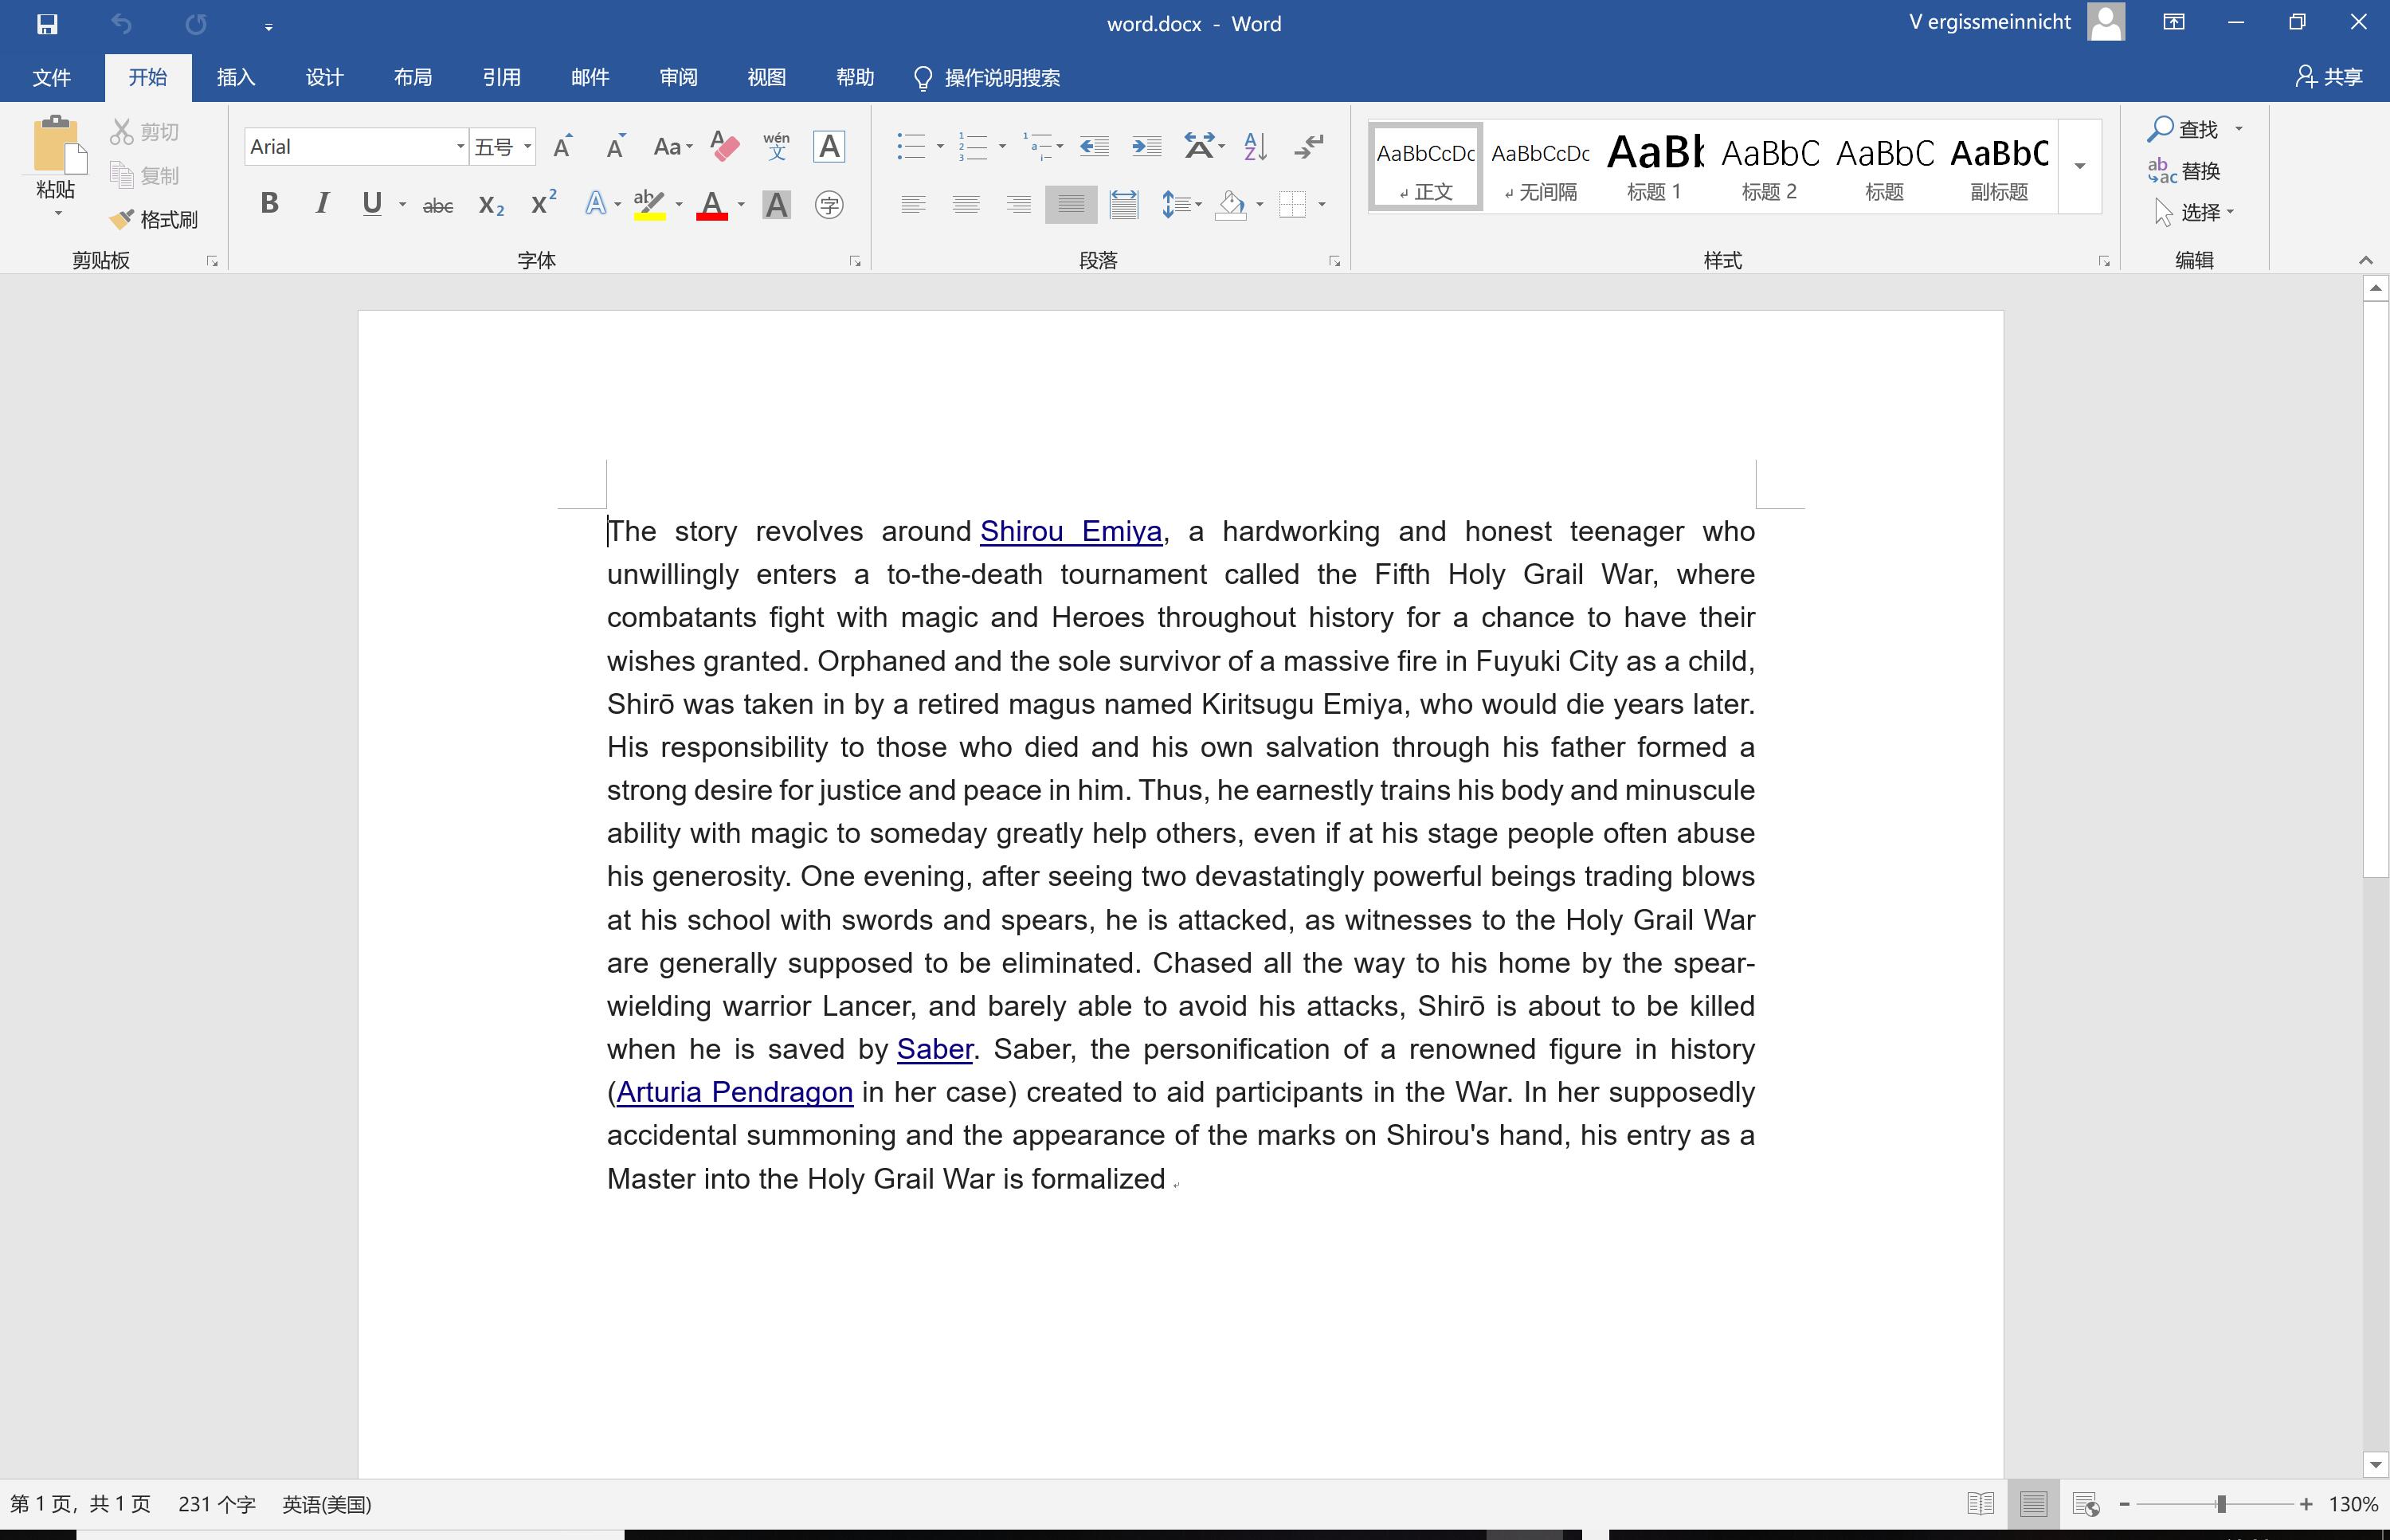 word.docx - Word
V ergissmeinnicht
文件 开始 插入 设计 布局 引用 邮件 审阅 视图 帮助 操作说明搜索 共享
粘贴
剪切
复制
格式刷
剪贴板
Arial 五号 A A Aa A wén 文 A
B I U abc X₂ X² A ab A A 字
字体
段落
AaBbCcDc 正文
AaBbCcDc 无间隔
AaBb 标题 1
AaBbC 标题 2
AaBbC 标题
AaBbC 副标题
样式
查找
替换
选择
编辑
The story revolves around Shirou Emiya, a hardworking and honest teenager who
unwillingly enters a to-the-death tournament called the Fifth Holy Grail War, where
combatants fight with magic and Heroes throughout history for a chance to have their
wishes granted. Orphaned and the sole survivor of a massive fire in Fuyuki City as a child,
Shirō was taken in by a retired magus named Kiritsugu Emiya, who would die years later.
His responsibility to those who died and his own salvation through his father formed a
strong desire for justice and peace in him. Thus, he earnestly trains his body and minuscule
ability with magic to someday greatly help others, even if at his stage people often abuse
his generosity. One evening, after seeing two devastatingly powerful beings trading blows
at his school with swords and spears, he is attacked, as witnesses to the Holy Grail War
are generally supposed to be eliminated. Chased all the way to his home by the spear-
wielding warrior Lancer, and barely able to avoid his attacks, Shirō is about to be killed
when he is saved by Saber. Saber, the personification of a renowned figure in history
(Arturia Pendragon in her case) created to aid participants in the War. In her supposedly
accidental summoning and the appearance of the marks on Shirou's hand, his entry as a
Master into the Holy Grail War is formalized
第 1 页，共 1 页 231 个字 英语(美国) 130%